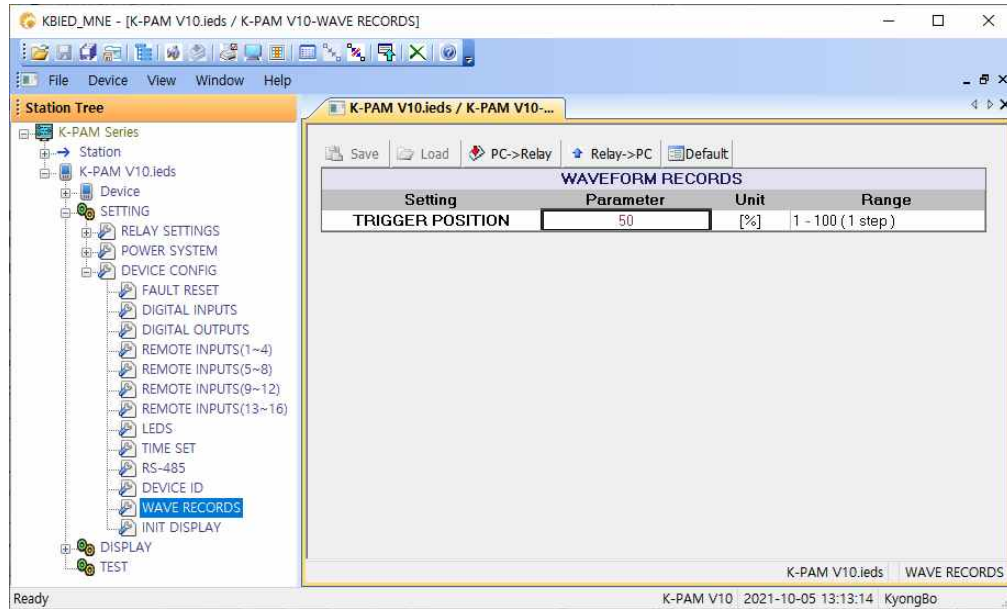 KBIED_MNE - [K-PAM V10.ieds / K-PAM V10-WAVE RECORDS]
File Device View Window Help
Station Tree
K-PAM V10.ieds / K-PAM V10-...
K-PAM Series
Station
K-PAM V10.ieds
Device
SETTING
RELAY SETTINGS
POWER SYSTEM
DEVICE CONFIG
FAULT RESET
DIGITAL INPUTS
DIGITAL OUTPUTS
REMOTE INPUTS(1~4)
REMOTE INPUTS(5~8)
REMOTE INPUTS(9~12)
REMOTE INPUTS(13~16)
LEDS
TIME SET
RS-485
DEVICE ID
WAVE RECORDS
INIT DISPLAY
DISPLAY
TEST
Save Load PC->Relay Relay->PC Default
WAVEFORM RECORDS
Setting Parameter Unit Range
TRIGGER POSITION 50 [%] 1 - 100 ( 1 step )
K-PAM V10.ieds WAVE RECORDS
Ready K-PAM V10 2021-10-05 13:13:14 KyongBo